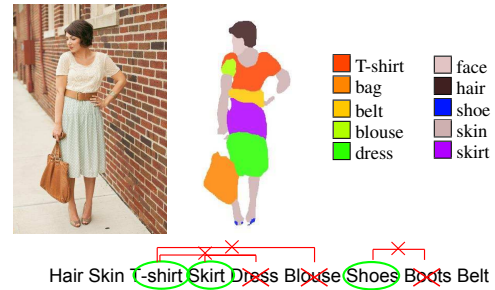 T-shirt face
bag hair
belt shoe
blouse skin
dress skirt
Hair Skin T-shirt Skirt Dress Blouse Shoes Boots Belt